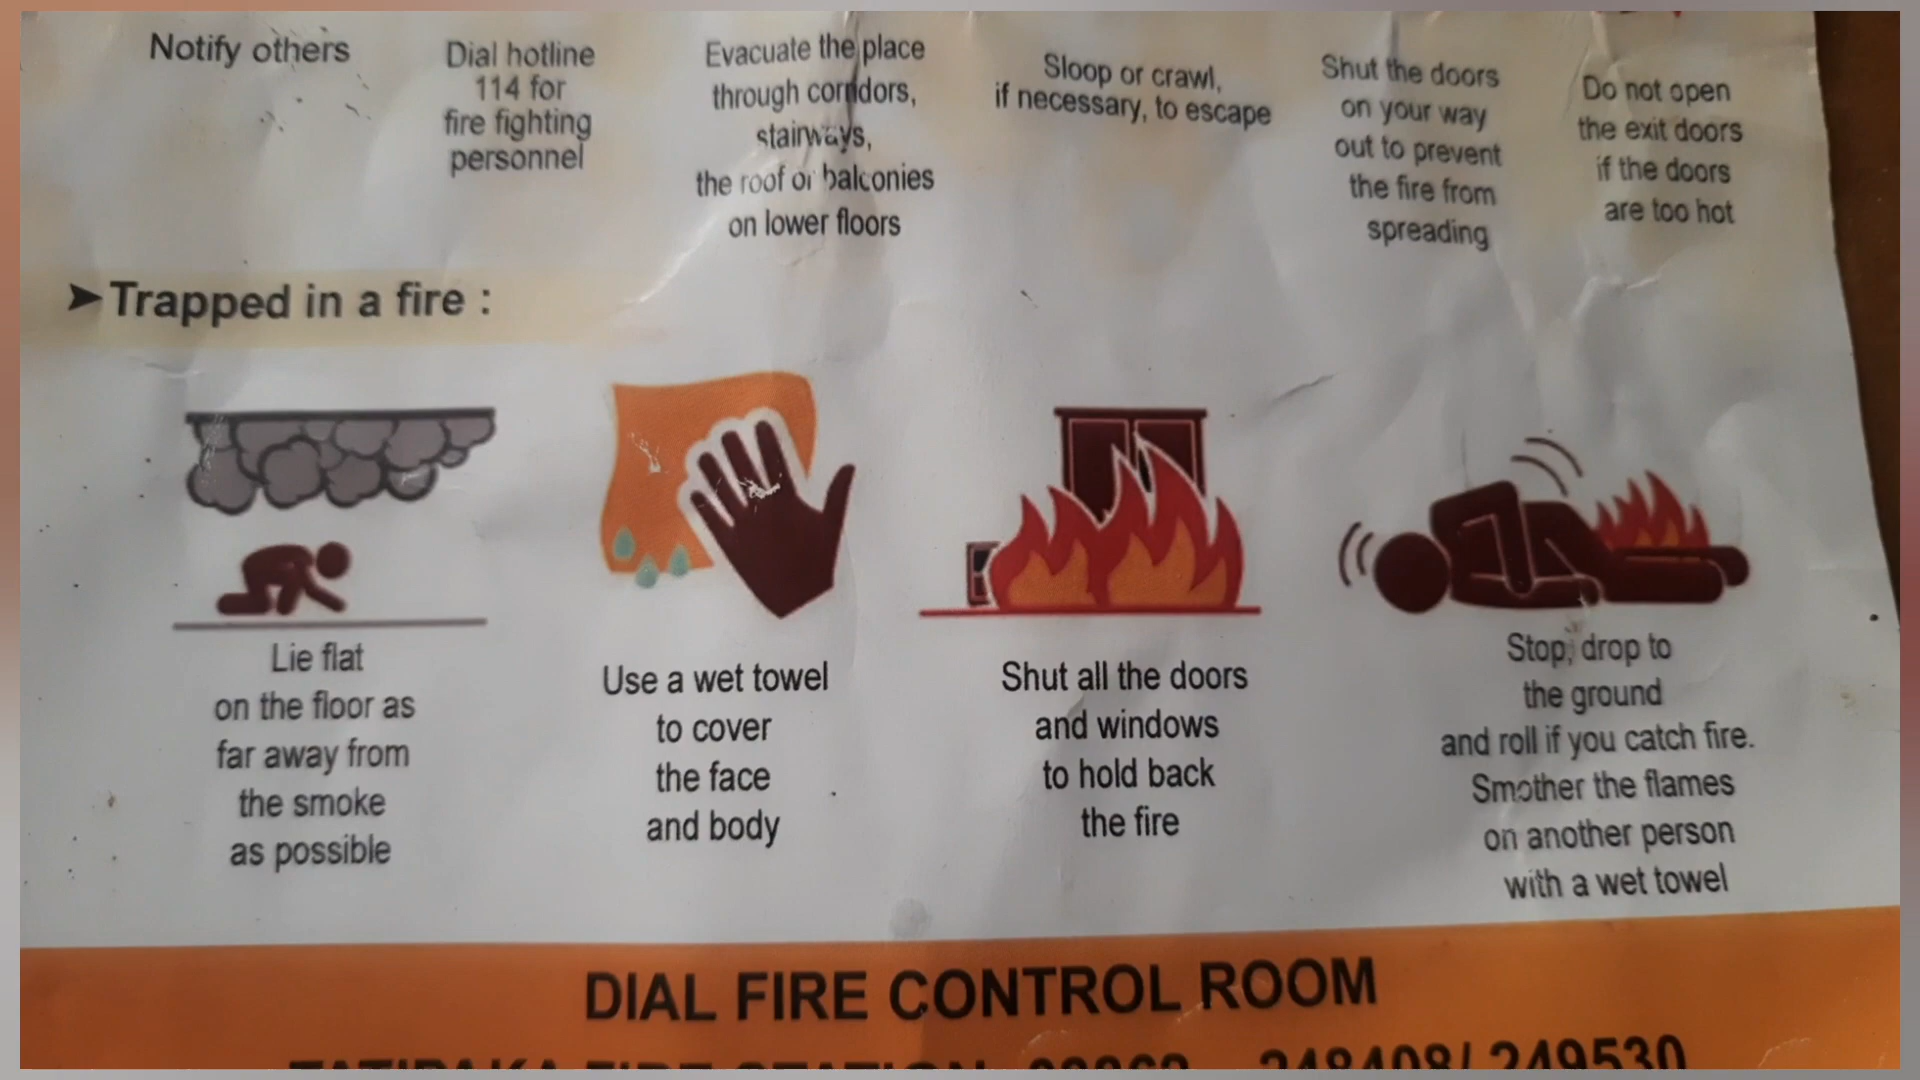 Notify others
Dial hotline
114 for
fire fighting
personnel
Evacuate the place
through corridors,
stairways,
the roof or balconies
on lower floors
Sloop or crawl,
if necessary, to escape
Shut the doors
on your way
out to prevent
the fire from
spreading
Do not open
the exit doors
if the doors
are too hot
➤Trapped in a fire :
Lie flat
on the floor as
far away from
the smoke
as possible
Use a wet towel
to cover
the face
and body
Shut all the doors
and windows
to hold back
the fire
Stop, drop to
the ground
and roll if you catch fire.
Smother the flames
on another person
with a wet towel
DIAL FIRE CONTROL ROOM
FIRE STATION 248408/ 249530